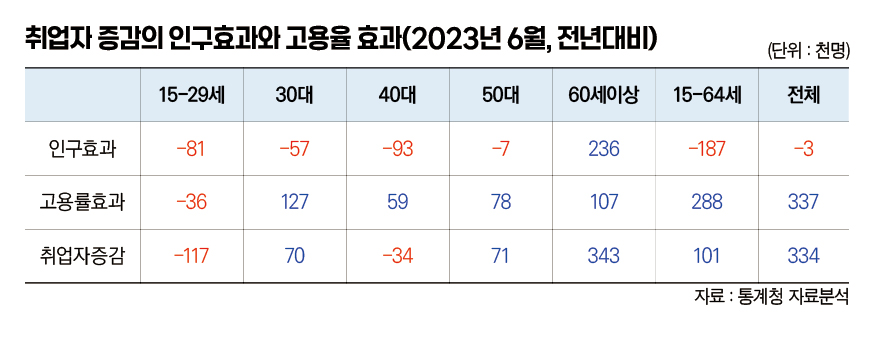 취업자 증감의 인구효과와 고용율 효과(2023년 6월, 전년대비)
(단위 : 천명)
15-29세 30대 40대 50대 60세이상 15-64세 전체
인구효과 -81 -57 -93 -7 236 -187 -3
고용률효과 -36 127 59 78 107 288 337
취업자증감 -117 70 -34 71 343 101 334
자료 : 통계청 자료분석